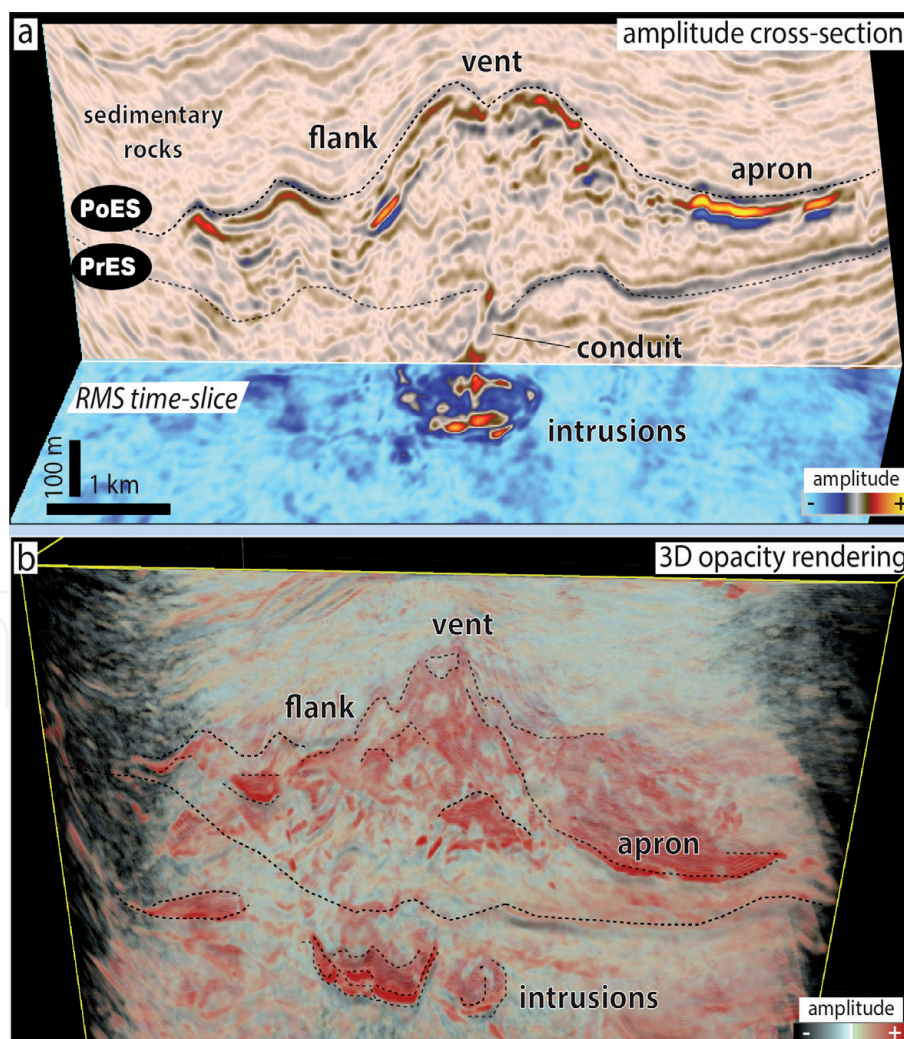 a
amplitude cross-section
vent
sedimentary
rocks
flank
apron
PoES
PrES
conduit
RMS time-slice
intrusions
100 m
1 km
amplitude
- +
b
3D opacity rendering
vent
flank
apron
intrusions
amplitude
- +